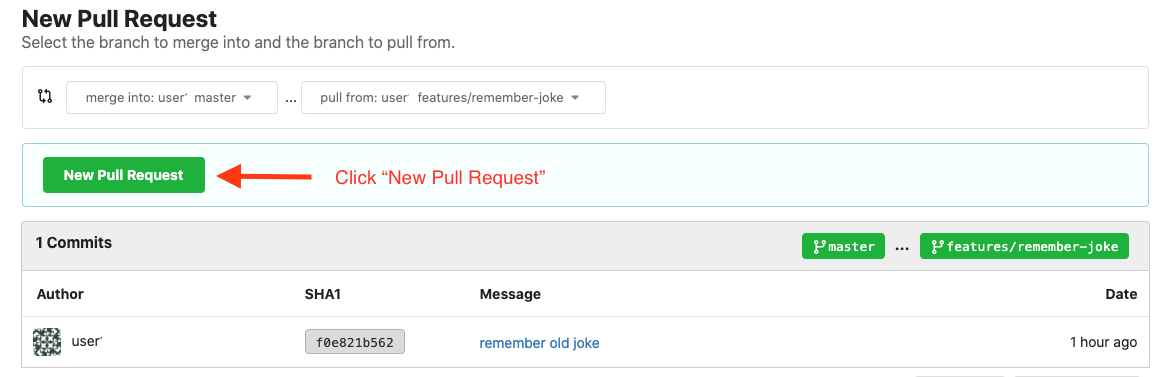 New Pull Request
Select the branch to merge into and the branch to pull from.
merge into: user' master ... pull from: user' features/remember-joke
New Pull Request Click “New Pull Request”
1 Commits master ... features/remember-joke
Author SHA1 Message Date
user' f0e821b562 remember old joke 1 hour ago